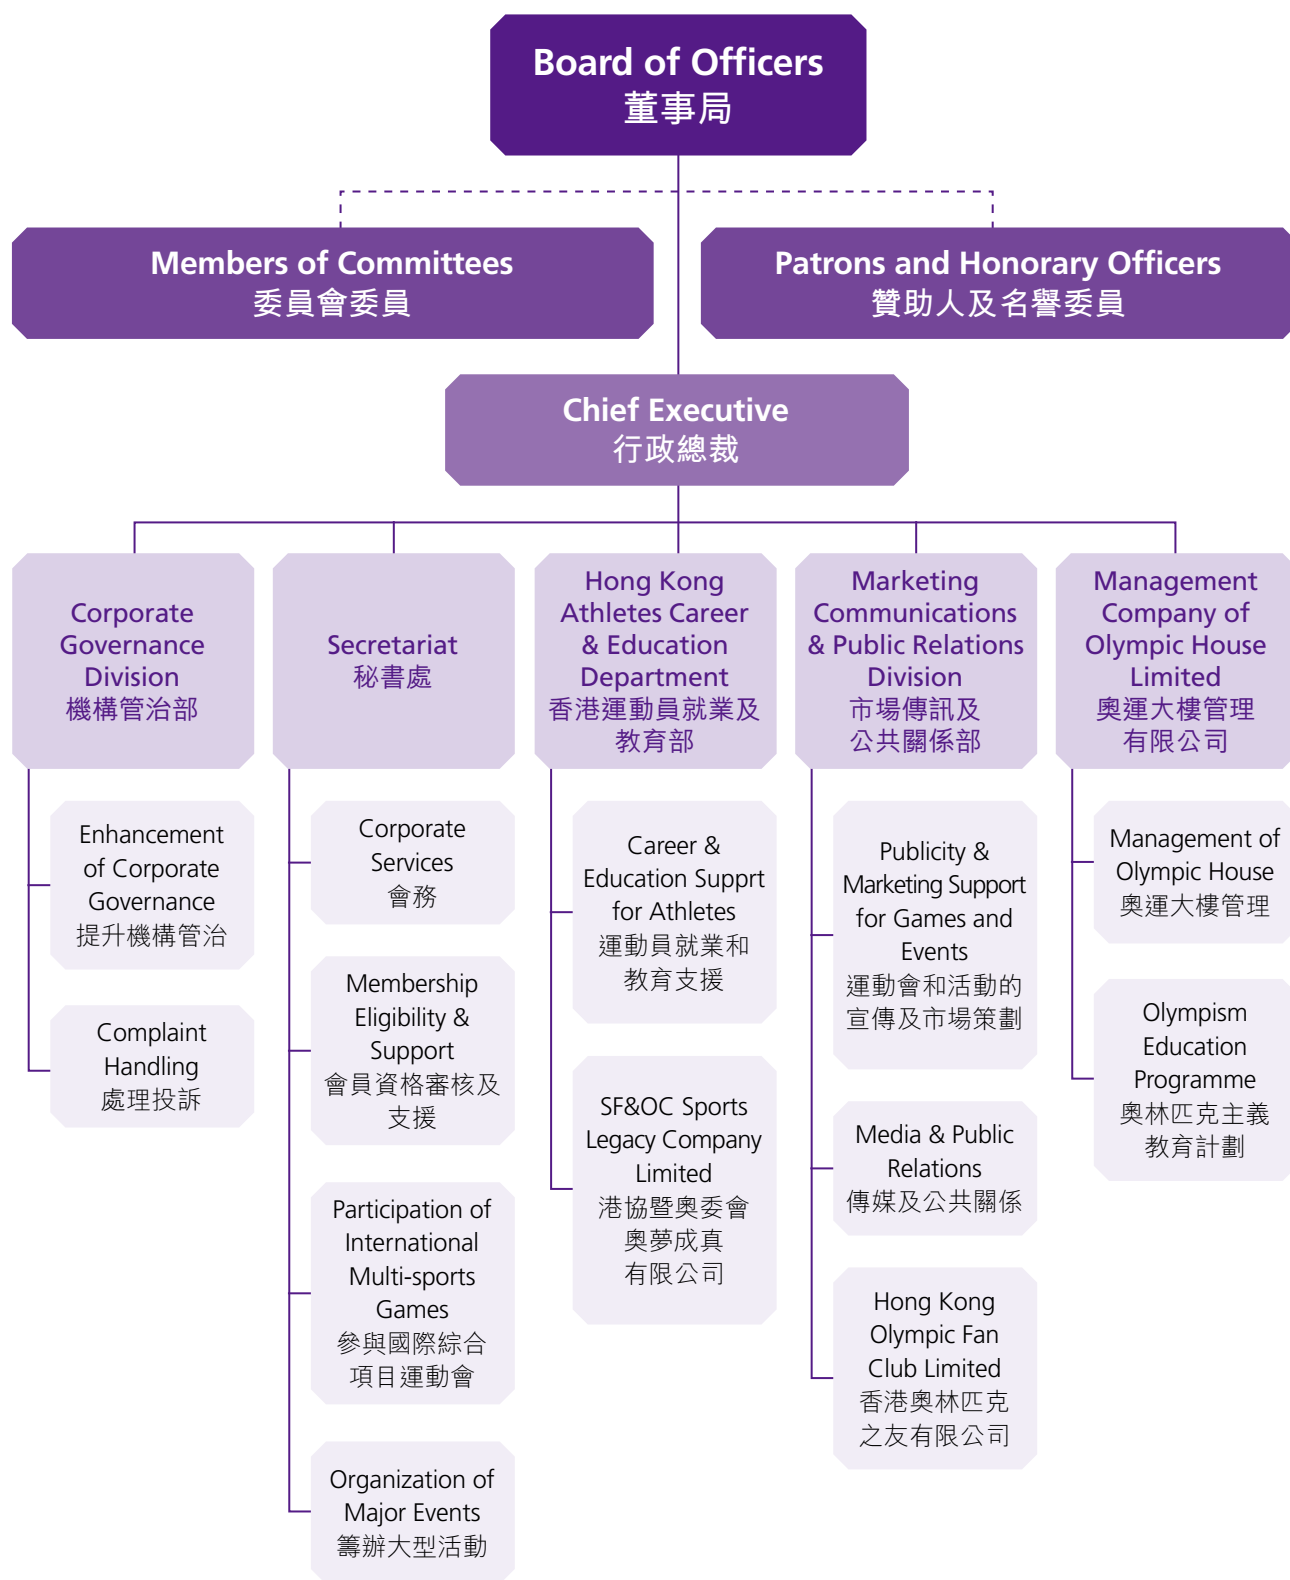 Board of Officers
董事局
Members of Committees
委員會委員
Patrons and Honorary Officers
贊助人及名譽委員
Chief Executive
行政總裁
Corporate
Governance
Division
機構管治部
Secretariat
秘書處
Hong Kong
Athletes Career
& Education
Department
香港運動員就業及
教育部
Marketing
Communications
& Public Relations
Division
市場傳訊及
公共關係部
Management
Company of
Olympic House
Limited
奧運大樓管理
有限公司
Enhancement
of Corporate
Governance
提升機構管治
Complaint
Handling
處理投訴
Corporate
Services
會務
Membership
Eligibility &
Support
會員資格審核及
支援
Participation of
International
Multi-sports
Games
參與國際綜合
項目運動會
Organization of
Major Events
籌辦大型活動
Career &
Education Supprt
for Athletes
運動員就業和
教育支援
SF&OC Sports
Legacy Company
Limited
港協暨奧委會
奧夢成真
有限公司
Publicity &
Marketing Support
for Games and
Events
運動會和活動的
宣傳及市場策劃
Media & Public
Relations
傳媒及公共關係
Hong Kong
Olympic Fan
Club Limited
香港奧林匹克
之友有限公司
Management of
Olympic House
奧運大樓管理
Olympism
Education
Programme
奧林匹克主義
教育計劃